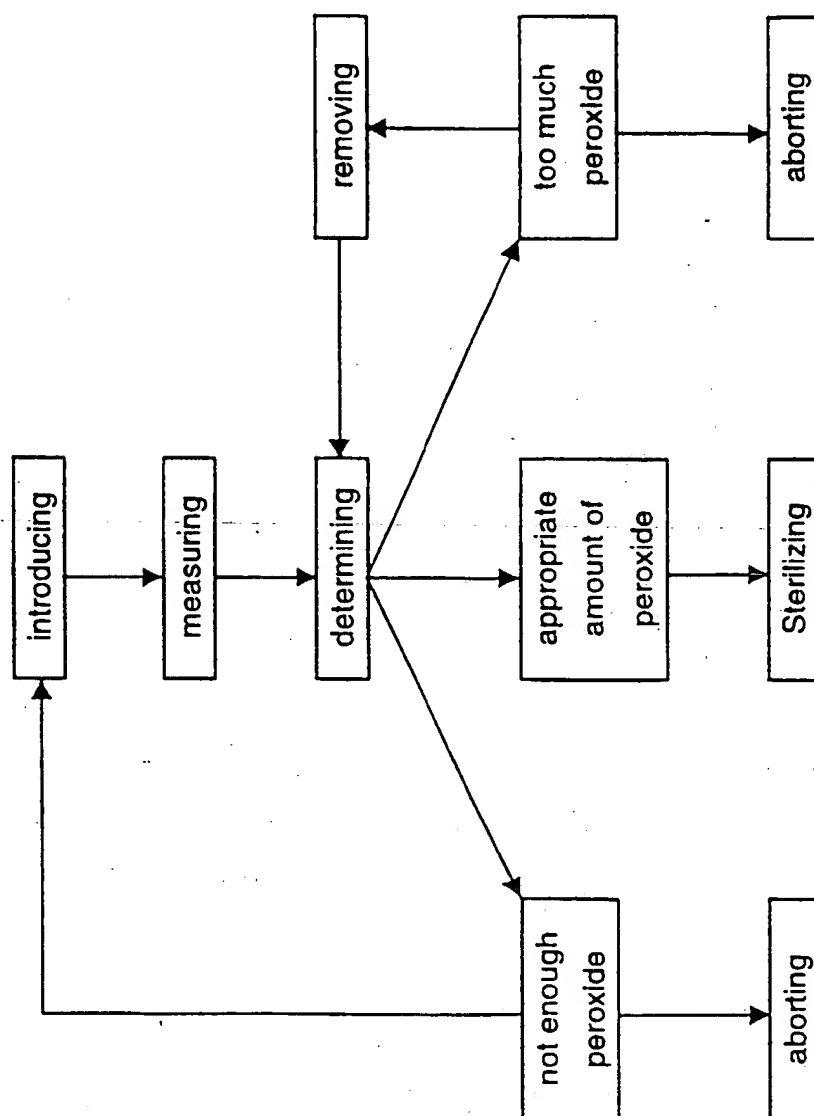 introducing
measuring
determining
removing
not enough
peroxide
appropriate
amount of
peroxide
too much
peroxide
aborting
Sterilizing
aborting